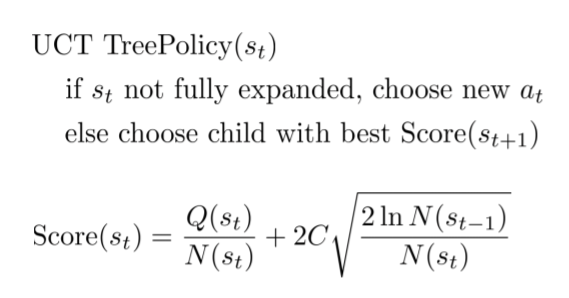 UCT TreePolicy(s_t)
if s_t not fully expanded, choose new a_t
else choose child with best Score(s_{t+1})
Score(s_t) = \frac{Q(s_t)}{N(s_t)} + 2C\sqrt{\frac{2 \ln N(s_{t-1})}{N(s_t)}}